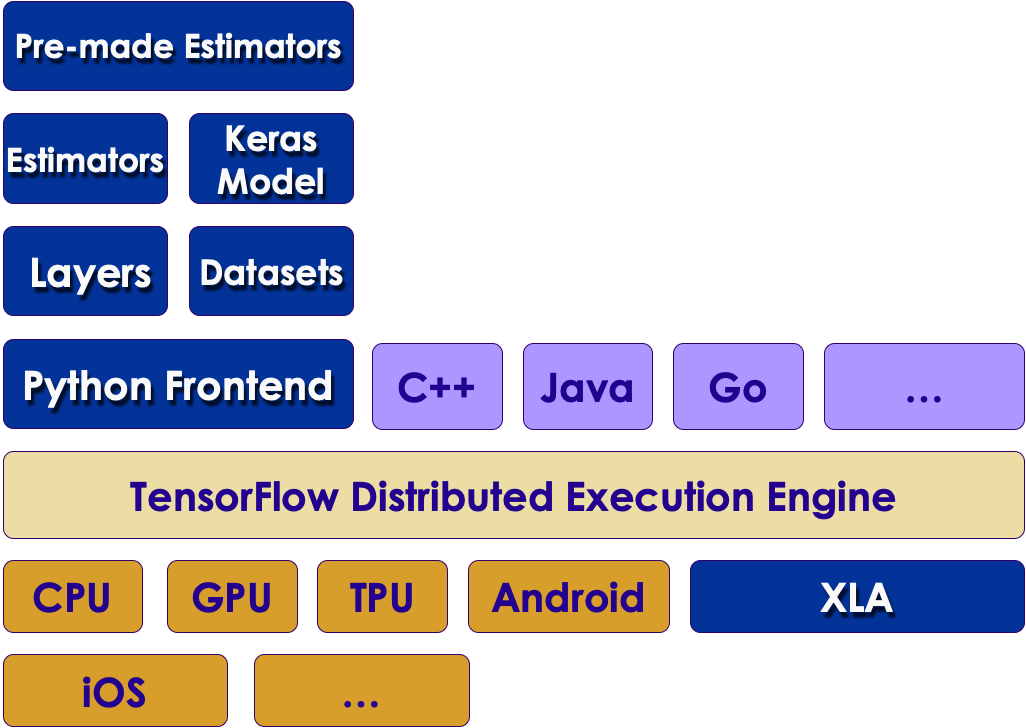 Pre-made Estimators
Estimators
Keras
Model
Layers
Datasets
Python Frontend
C++
Java
Go
...
TensorFlow Distributed Execution Engine
CPU
GPU
TPU
Android
XLA
iOS
...